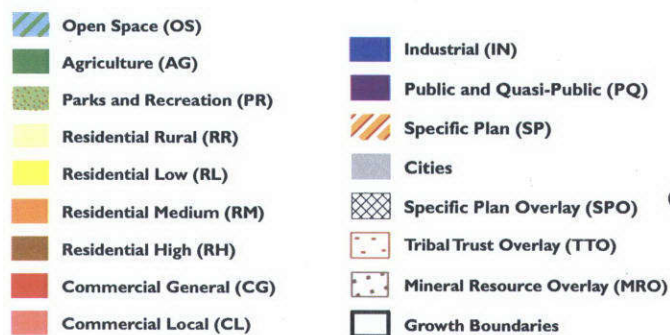 Open Space (OS)
Agriculture (AG)
Parks and Recreation (PR)
Residential Rural (RR)
Residential Low (RL)
Residential Medium (RM)
Residential High (RH)
Commercial General (CG)
Commercial Local (CL)
Industrial (IN)
Public and Quasi-Public (PQ)
Specific Plan (SP)
Cities
Specific Plan Overlay (SPO)
Tribal Trust Overlay (TTO)
Mineral Resource Overlay (MRO)
Growth Boundaries